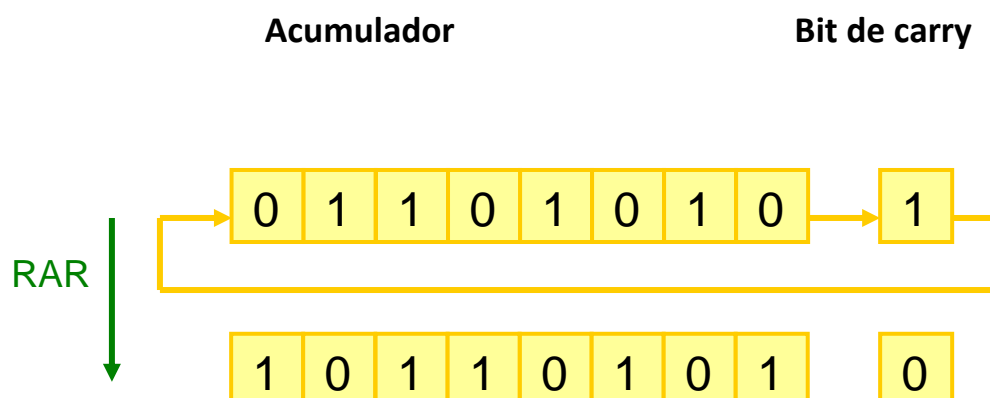 Acumulador Bit de carry
0 1 1 0 1 0 1 0 1
RAR
1 0 1 1 0 1 0 1 0